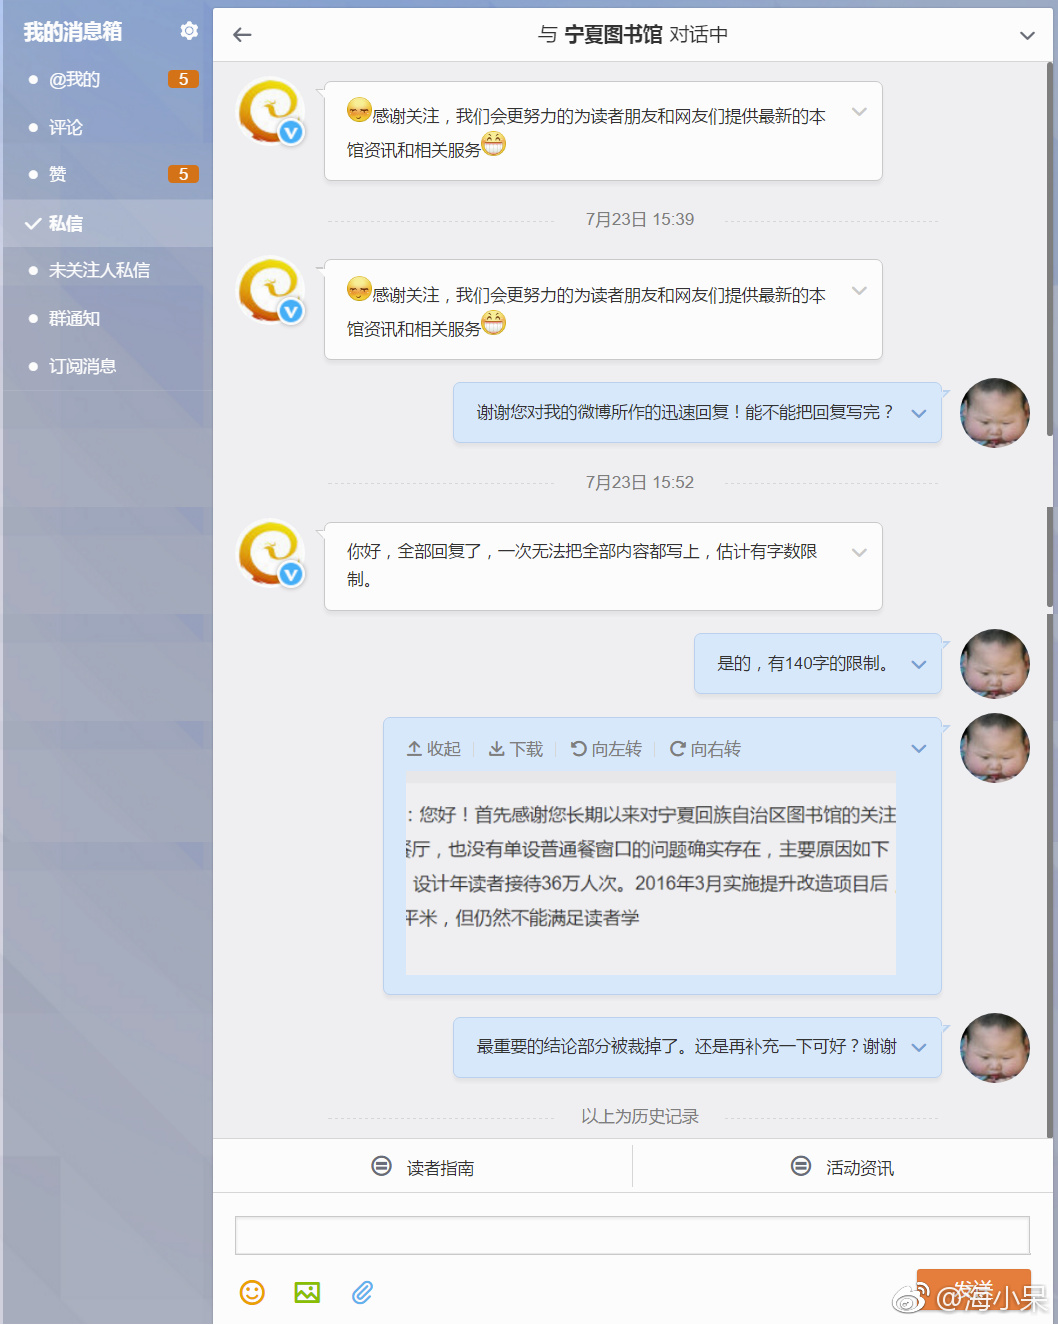 我的消息箱
@我的 5
评论
赞 5
私信
未关注人私信
群通知
订阅消息
与 宁夏图书馆 对话中
感谢关注，我们会更努力的为读者朋友和网友们提供最新的本
馆资讯和相关服务
7月23日 15:39
感谢关注，我们会更努力的为读者朋友和网友们提供最新的本
馆资讯和相关服务
谢谢您对我的微博所作的迅速回复！能不能把回复写完？
7月23日 15:52
你好，全部回复了，一次无法把全部内容都写上，估计有字数限
制。
是的，有140字的限制。
收起 下载 向左转 向右转
：您好！首先感谢您长期以来对宁夏回族自治区图书馆的关注
餐厅，也没有单设普通餐窗口的问题确实存在，主要原因如下
设计年读者接待36万人次。2016年3月实施提升改造项目后，
平米，但仍然不能满足读者学
最重要的结论部分被裁掉了。还是再补充一下可好？谢谢
以上为历史记录
读者指南 活动资讯
发送
@海小呆